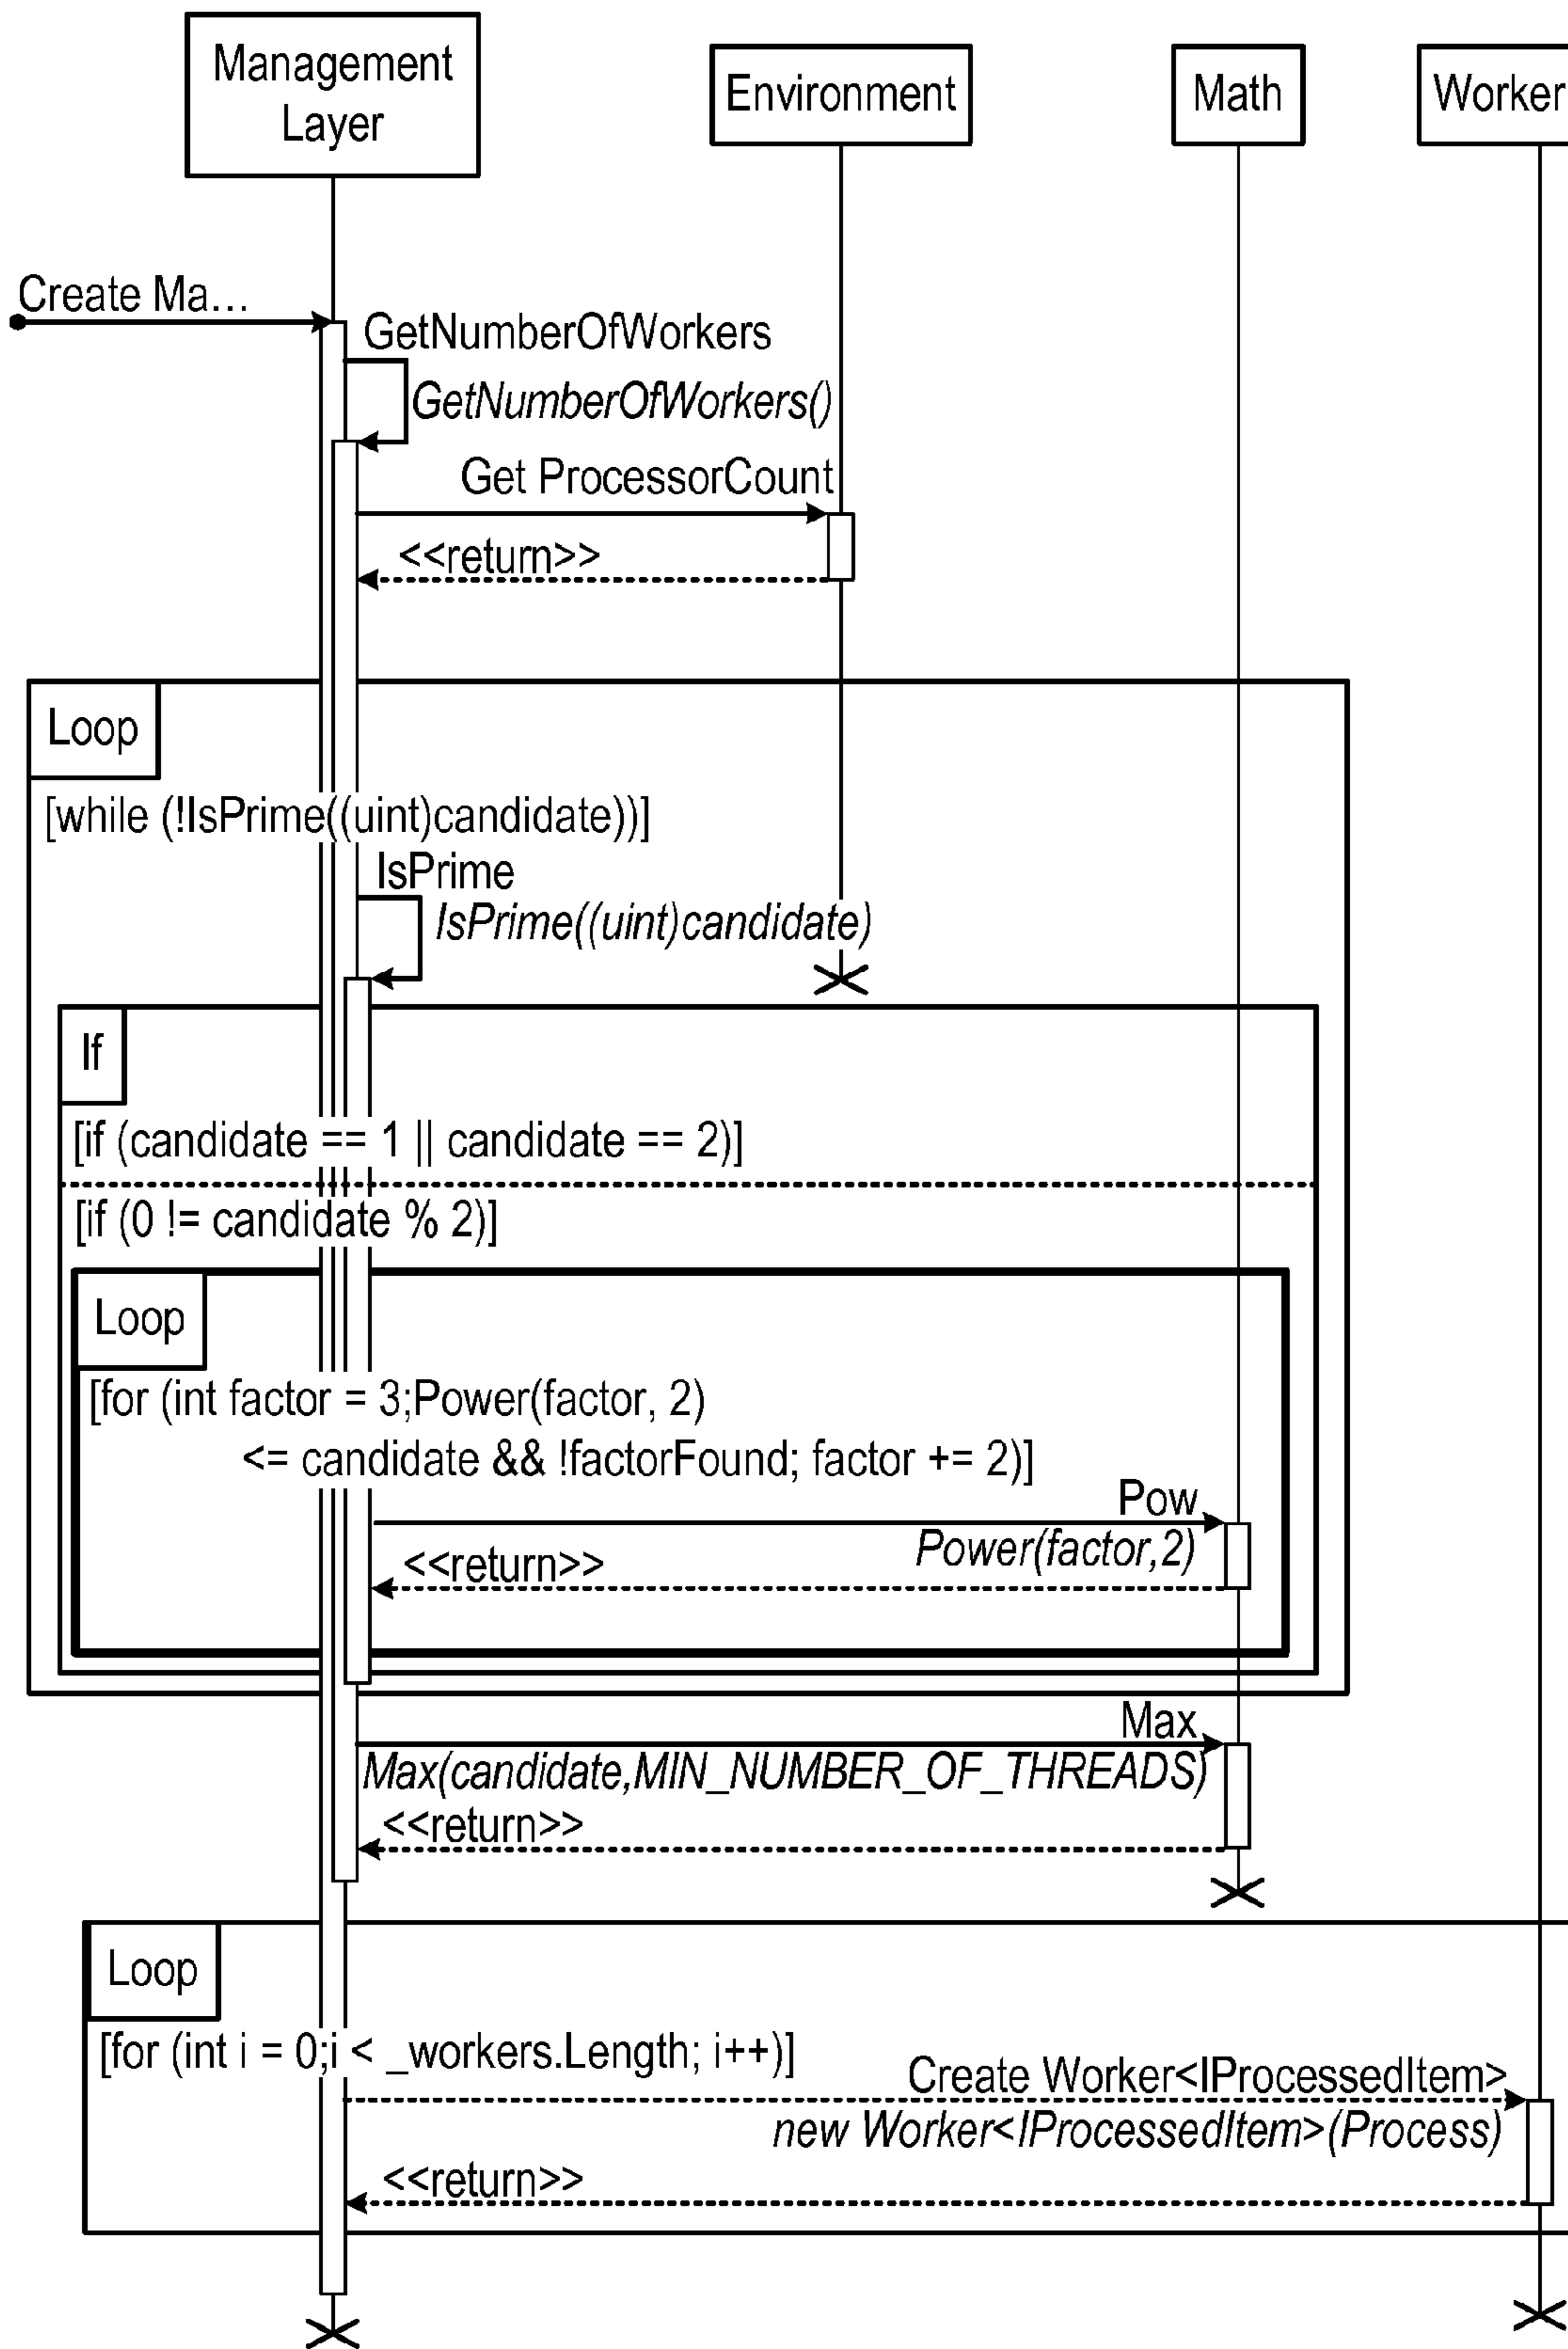 Management
Layer
Environment
Math
Worker
Create Ma...
GetNumberOfWorkers
GetNumberOfWorkers()
Get ProcessorCount
<<return>>
Loop
[while (!IsPrime((uint)candidate))]
IsPrime
IsPrime((uint)candidate)
If
[if (candidate == 1 || candidate == 2)]
[if (0 != candidate % 2)]
Loop
[for (int factor = 3;Power(factor, 2)
<= candidate && !factorFound; factor += 2)]
Pow
Power(factor,2)
<<return>>
Max
Max(candidate,MIN_NUMBER_OF_THREADS)
<<return>>
Loop
[for (int i = 0;i < _workers.Length; i++)]
Create Worker<IProcessedItem>
new Worker<IProcessedItem>(Process)
<<return>>